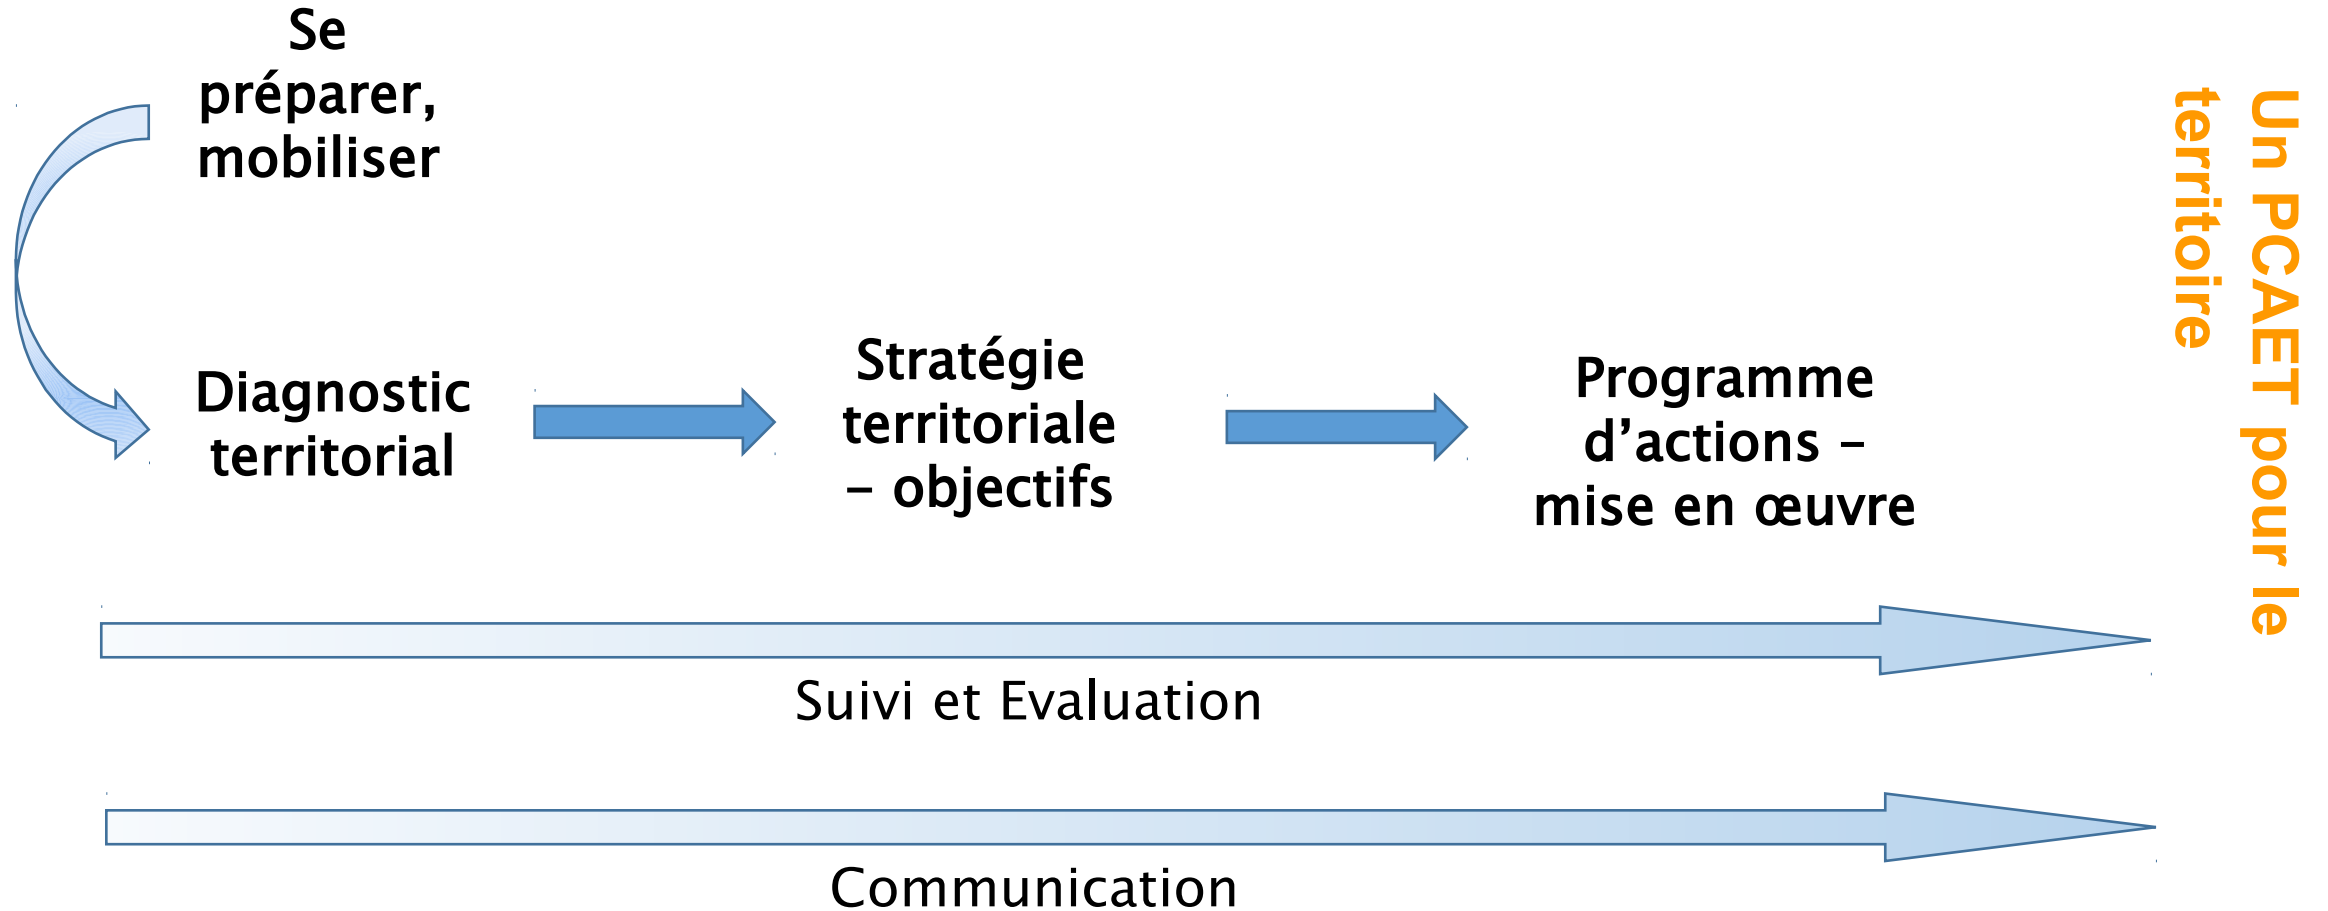 Se
préparer,
mobiliser
Diagnostic
territorial
Stratégie
territoriale
– objectifs
Programme
d’actions –
mise en œuvre
Suivi et Evaluation
Communication
Un PCAET pour le
territoire